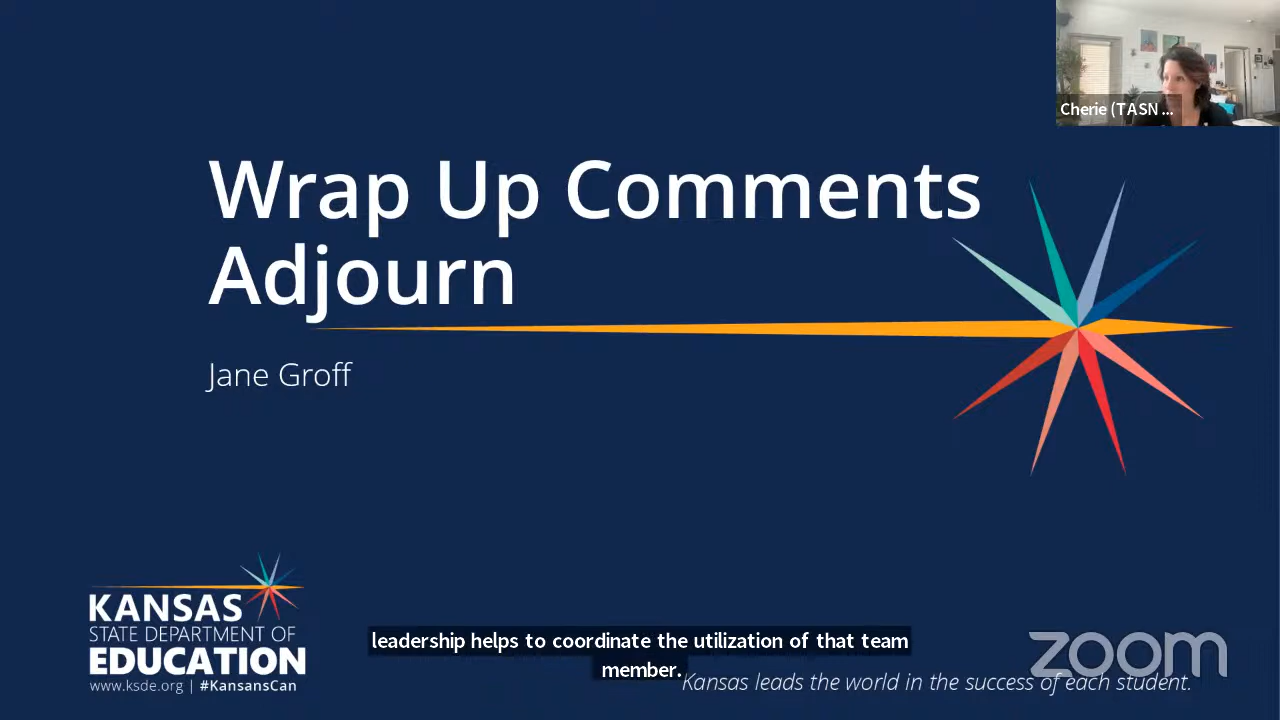 Cherie (TASN ...
Wrap Up Comments
Adjourn
Jane Groff
KANSAS
STATE DEPARTMENT OF
EDUCATION
www.ksde.org | #KansansCan
leadership helps to coordinate the utilization of that team
member.
Kansas leads the world in the success of each student.
zoom